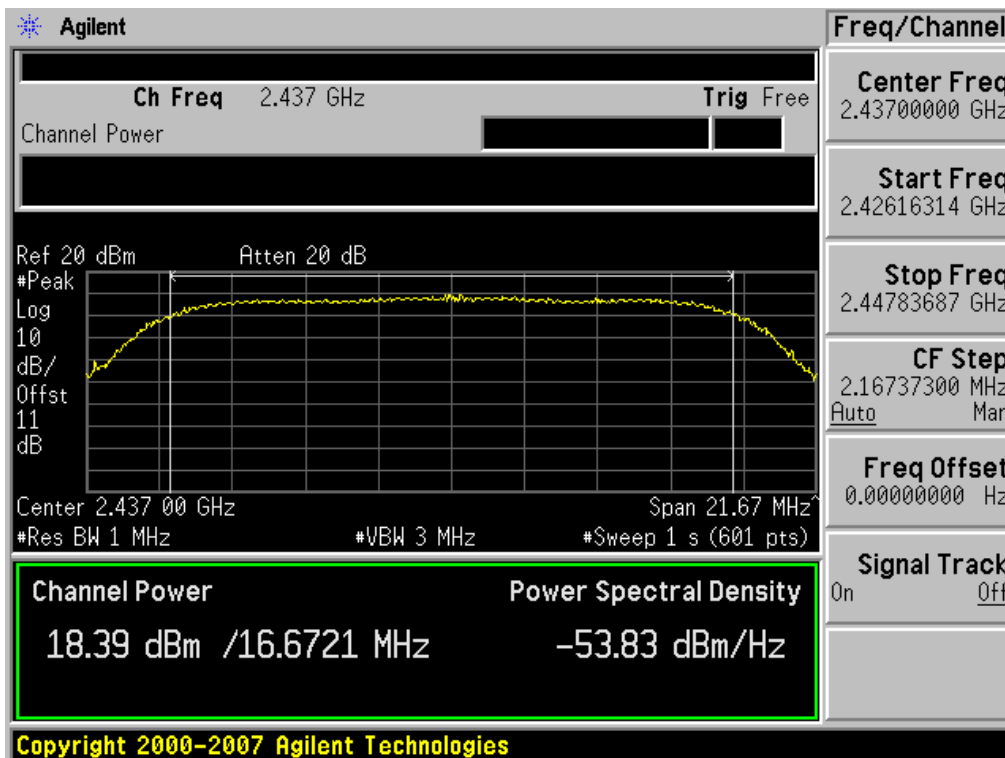 Agilent
Freq/Channel
Ch Freq 2.437 GHz Trig Free
Channel Power
Ref 20 dBm Atten 20 dB
#Peak
Log
10
dB/
Offst
11
dB
Center 2.437 00 GHz Span 21.67 MHz^
#Res BW 1 MHz #VBW 3 MHz #Sweep 1 s (601 pts)
Channel Power Power Spectral Density
18.39 dBm /16.6721 MHz -53.83 dBm/Hz
Copyright 2000-2007 Agilent Technologies
Center Freq
2.43700000 GHz
Start Freq
2.42616314 GHz
Stop Freq
2.44783687 GHz
CF Step
2.16737300 MHz
Auto Man
Freq Offset
0.00000000 Hz
Signal Track
On Off